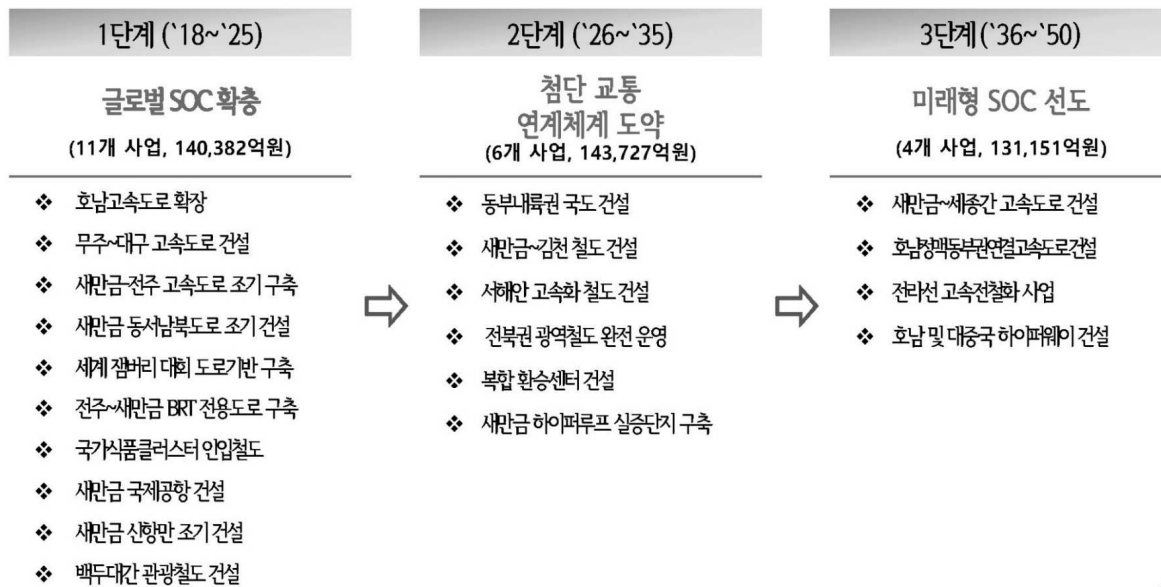 1단계 (`18~`25)
글로벌 SOC 확충
(11개 사업, 140,382억원)
❖ 호남고속도로 확장
❖ 무주~대구 고속도로 건설
❖ 새만금-전주 고속도로 조기 구축
❖ 새만금 동서남북도로 조기 건설
❖ 세계 잼버리 대회 도로기반 구축
❖ 전주~새만금 BRT 전용도로 구축
❖ 국가식품클러스터 인입철도
❖ 새만금 국제공항 건설
❖ 새만금 신항만 조기 건설
❖ 백두대간 관광철도 건설
2단계 (`26~`35)
첨단 교통
연계체계 도약
(6개 사업, 143,727억원)
❖ 동부내륙권 국도 건설
❖ 새만금~김천 철도 건설
❖ 서해안 고속화 철도 건설
❖ 전북권 광역철도 완전 운영
❖ 복합 환승센터 건설
❖ 새만금 하이퍼루프 실증단지 구축
3단계 (`36~`50)
미래형 SOC 선도
(4개 사업, 131,151억원)
❖ 새만금~세종간 고속도로 건설
❖ 호남정맥동부권연결고속도로건설
❖ 전라선 고속전철화 사업
❖ 호남 및 대중국 하이퍼웨이 건설